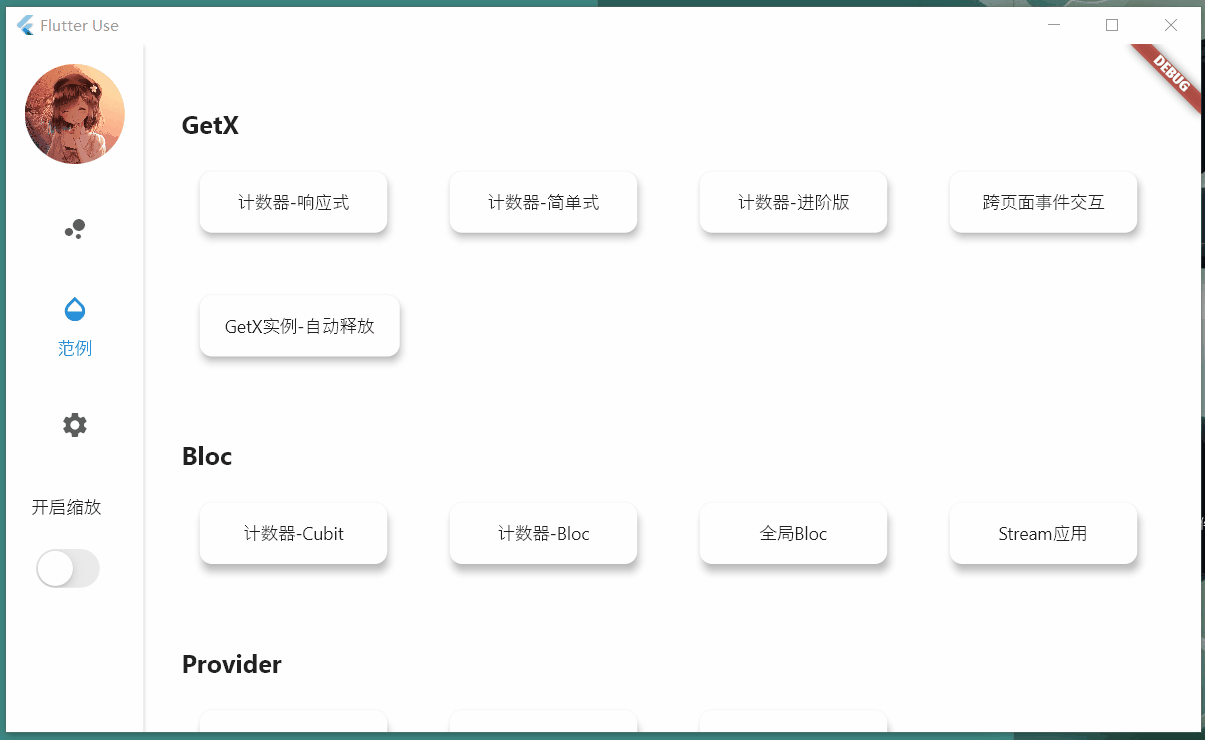 Flutter Use
DEBUG
GetX
计数器-响应式
计数器-简单式
计数器-进阶版
跨页面事件交互
GetX实例-自动释放
范例
开启缩放
Bloc
计数器-Cubit
计数器-Bloc
全局Bloc
Stream应用
Provider